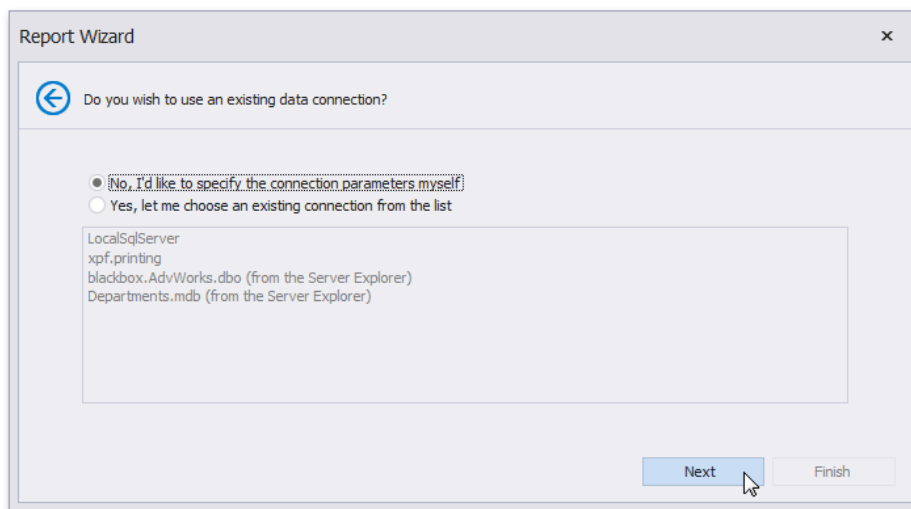 Report Wizard
Do you wish to use an existing data connection?
No, I'd like to specify the connection parameters myself
Yes, let me choose an existing connection from the list
LocalSqlServer
xpf.printing
blackbox.AdvWorks.dbo (from the Server Explorer)
Departments.mdb (from the Server Explorer)
Next Finish